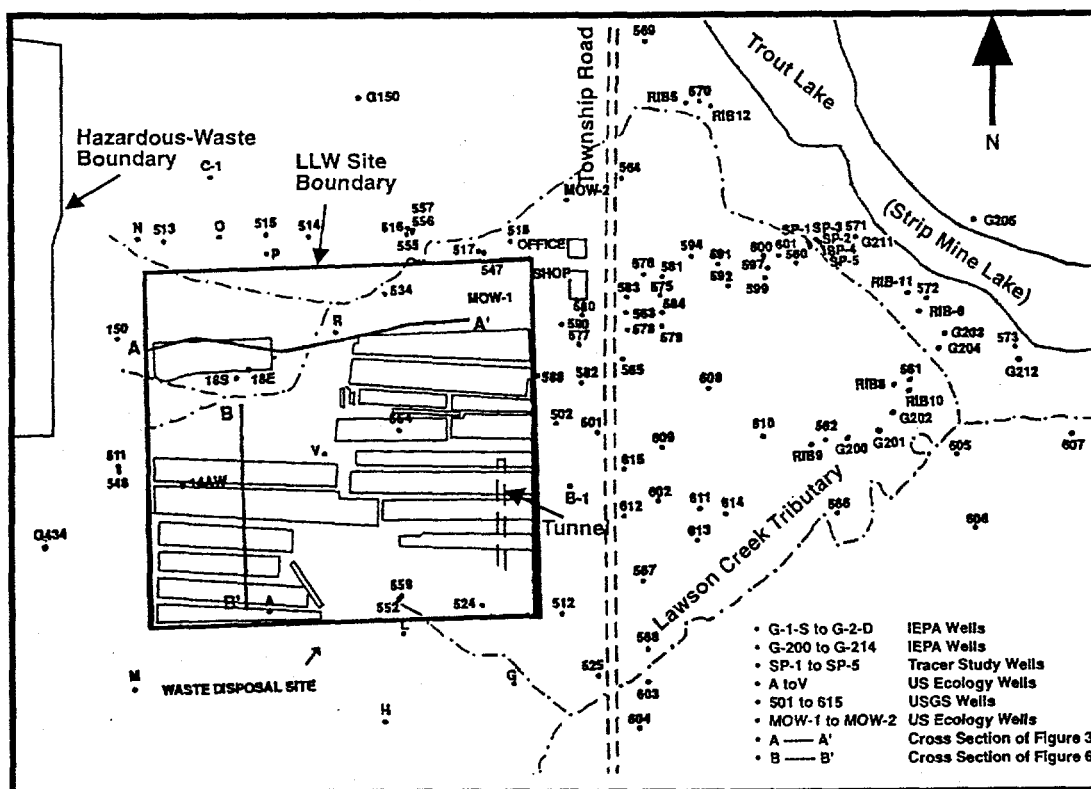 569
Township Road
Trout Lake
N
RIB5
570
RIB12
G150
Hazardous-Waste
Boundary
C-1
LLW Site
Boundary
564
MOW-2
(Strip Mine Lake)
G205
N
513
O
515
514
P
516
557
556
555
517
518
547
OFFICE
SHOP
SP-1
SP-3
571
SP-2
G211
SP-4
SP-5
594
591
592
600
601
597
560
599
576
581
575
583
584
563
578
579
534
MOW-1
R
A'
580
590
577
150
A
18S
18E
B
RIB-11
572
RIB-6
G203
G204
573
G212
588
582
585
608
RIB8
RIB10
G202
502
501
V
511
548
14AW
609
615
610
RIB9
562
G200
G201
605
607
B-1
Tunnel
602
612
611
614
613
566
606
G434
567
Lawson Creek Tributary
B'
A
558
552
524
512
L
568
M
WASTE DISPOSAL SITE
G
525
603
H
604
G-1-S to G-2-D IEPA Wells
G-200 to G-214 IEPA Wells
SP-1 to SP-5 Tracer Study Wells
A to V US Ecology Wells
501 to 615 USGS Wells
MOW-1 to MOW-2 US Ecology Wells
A —— A' Cross Section of Figure 3
B —— B' Cross Section of Figure 6